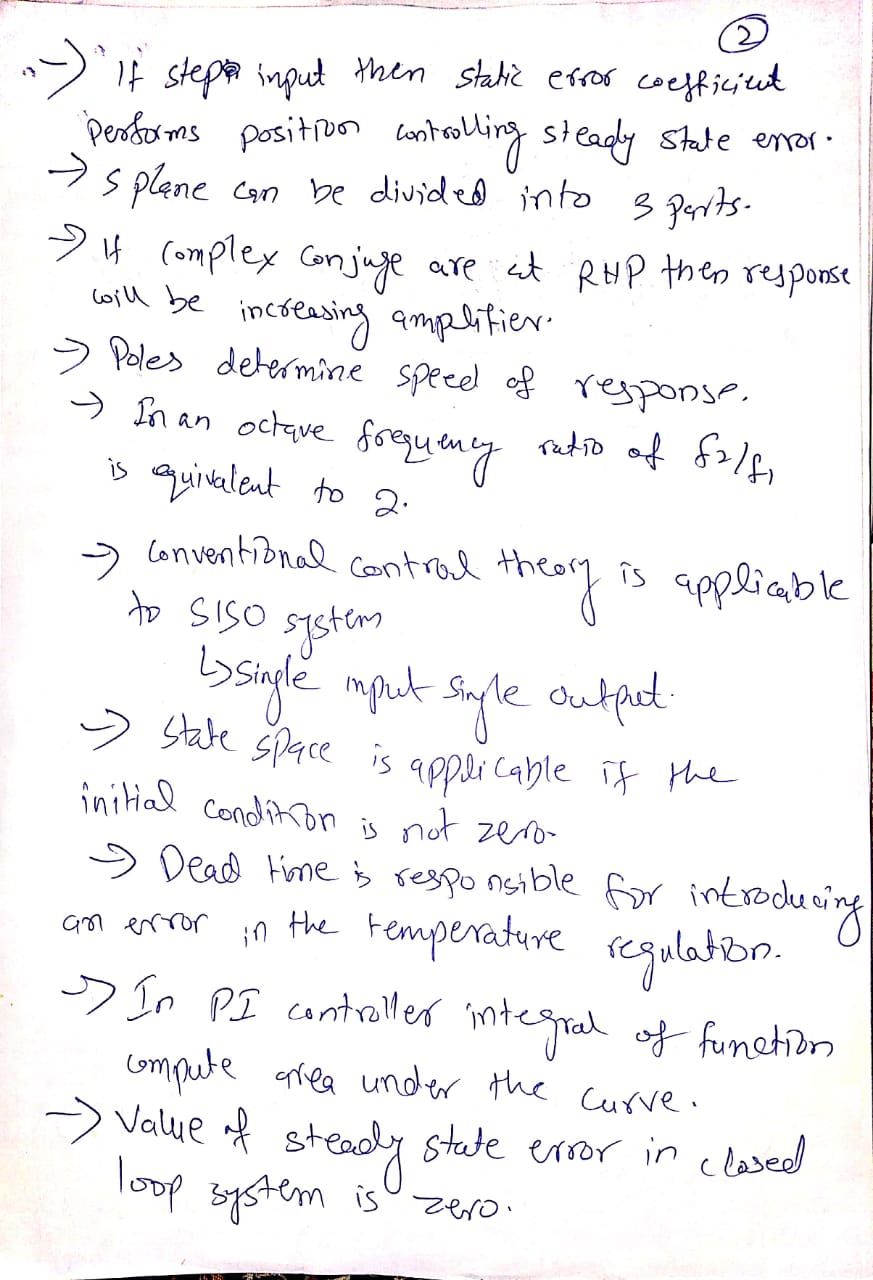 2
→ If step input then static error coefficient
performs position controlling steady state error.
→ S plane can be divided into 3 parts.
→ If complex conjuge are at RHP then response
will be increasing amplifier.
→ Poles determine speed of response.
→ In an octave frequency ratio of f2/f1
is equivalent to 2.
→ Conventional control theory is applicable
to SISO system
↳ Single input single output.
→ State space is applicable if the
initial condition is not zero.
→ Dead time is responsible for introducing
an error in the temperature regulation.
→ In PI controller integral of function
compute area under the curve.
→ Value of steady state error in closed
loop system is zero.